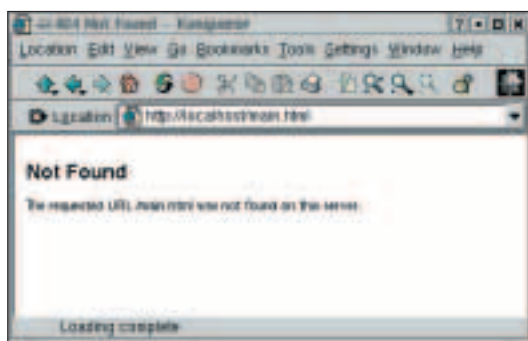 404 Not Found - Konqueror
Location Edit View Go Bookmarks Tools Settings Window Help
Location http://localhost/main.html
Not Found
The requested URL /main.html was not found on this server.
Loading complete